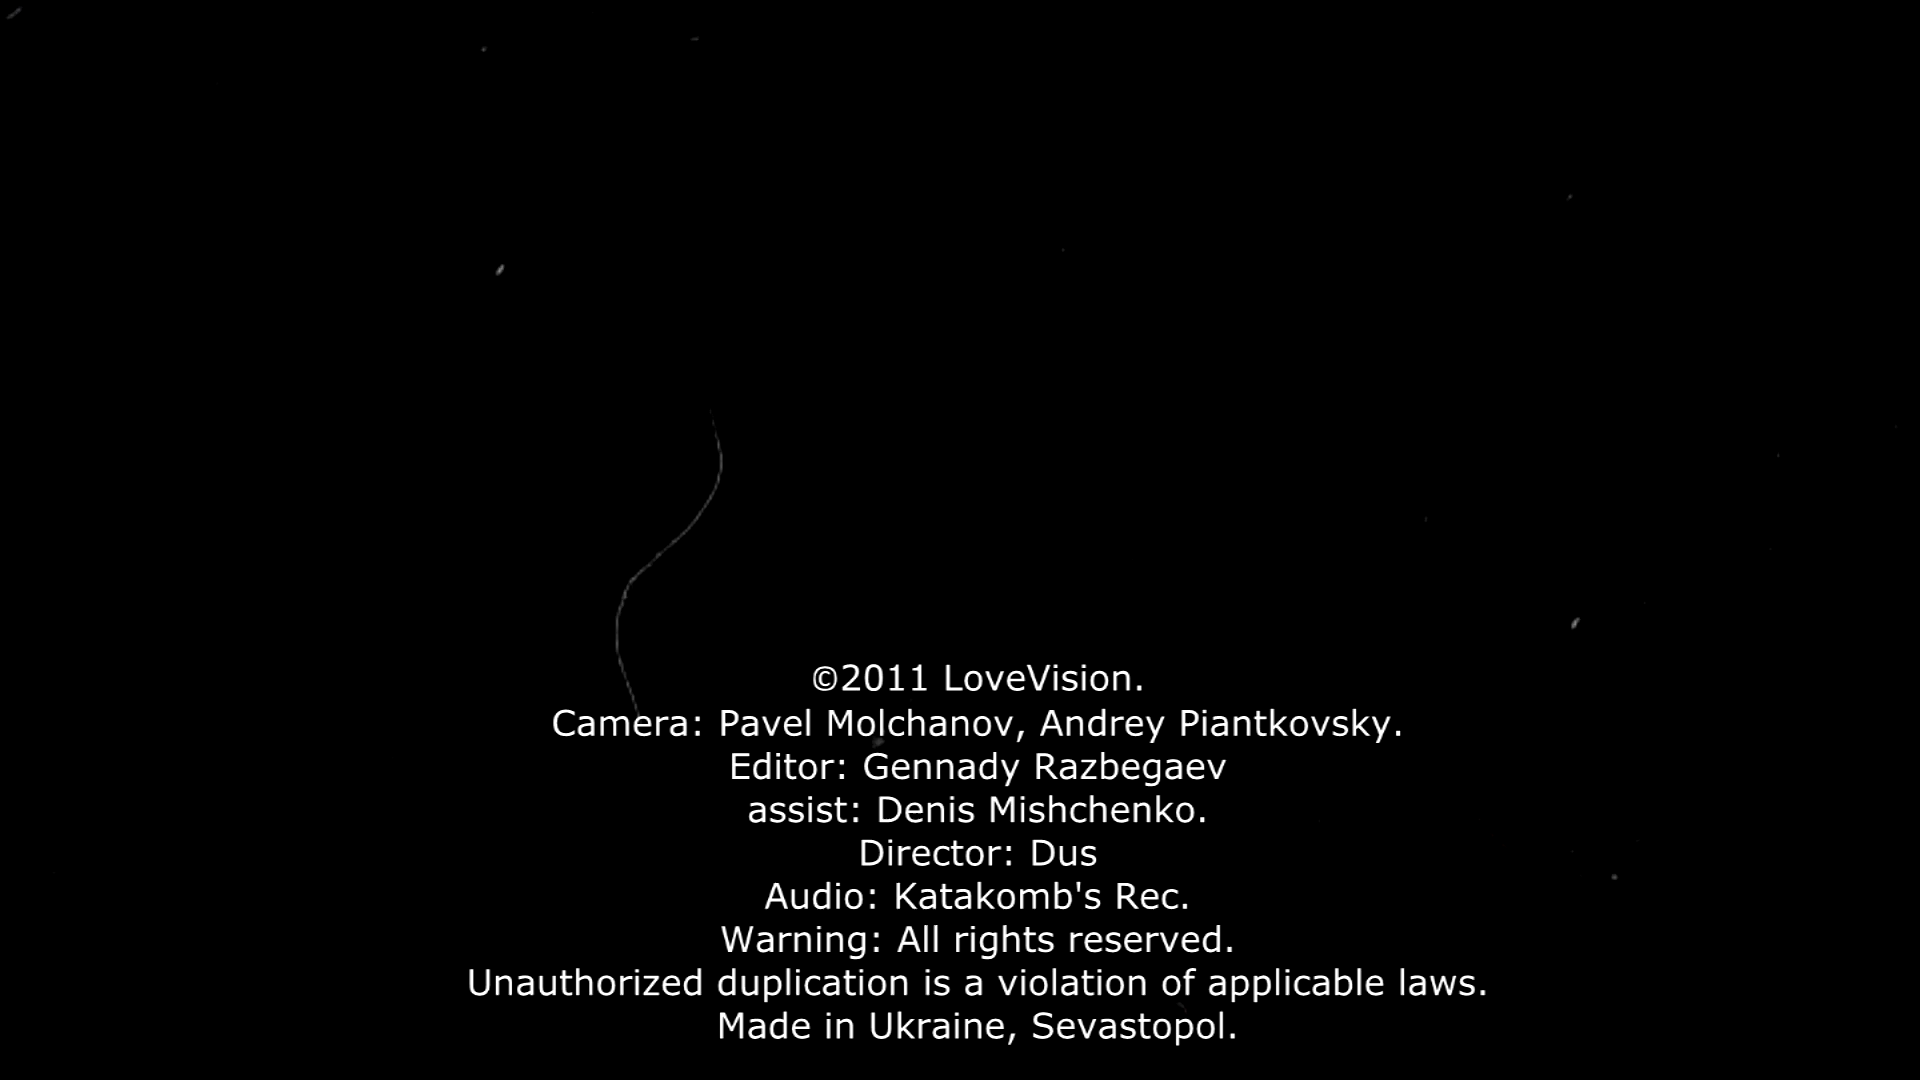 ©2011 LoveVision.
Camera: Pavel Molchanov, Andrey Piantkovsky.
Editor: Gennady Razbegaev
assist: Denis Mishchenko.
Director: Dus
Audio: Katakomb's Rec.
Warning: All rights reserved.
Unauthorized duplication is a violation of applicable laws.
Made in Ukraine, Sevastopol.